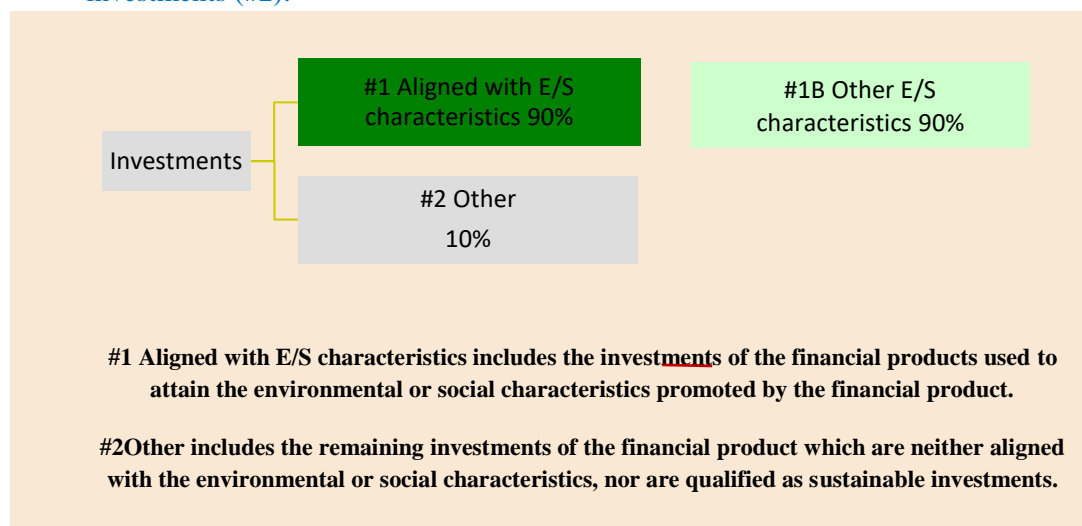 investments (#2).
#1 Aligned with E/S
characteristics 90%
#1B Other E/S
characteristics 90%
Investments
#2 Other
10%
#1 Aligned with E/S characteristics includes the investments of the financial products used to
attain the environmental or social characteristics promoted by the financial product.
#2Other includes the remaining investments of the financial product which are neither aligned
with the environmental or social characteristics, nor are qualified as sustainable investments.